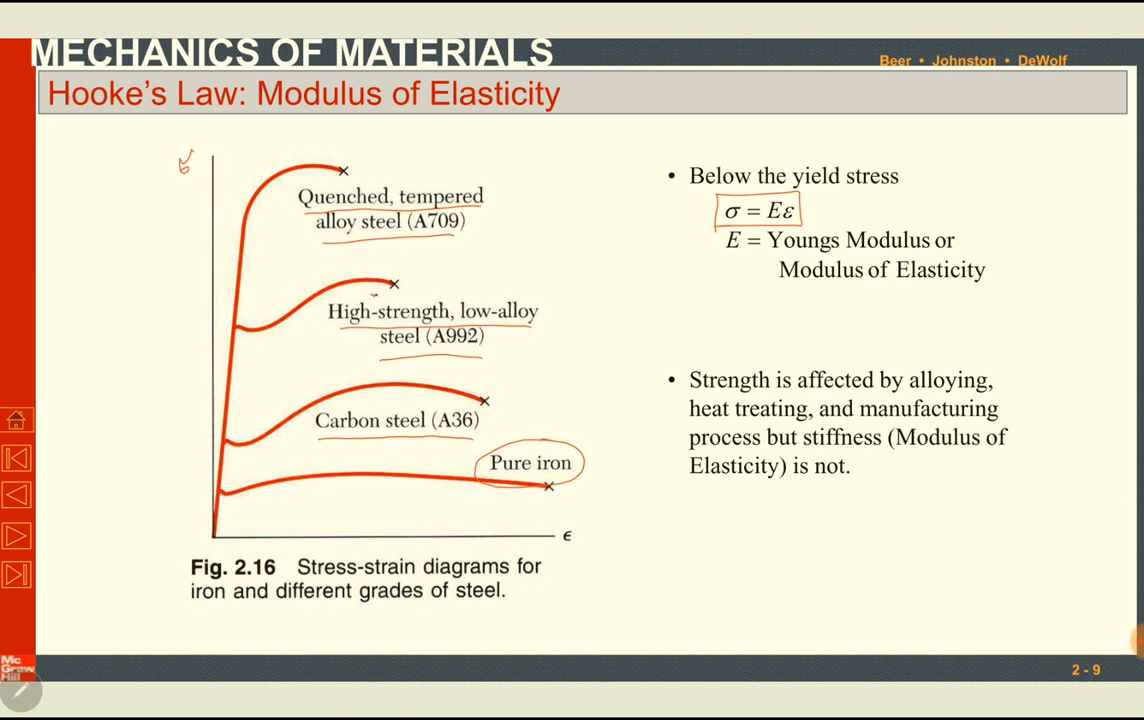 MECHANICS OF MATERIALS
Beer • Johnston • DeWolf
Hooke's Law: Modulus of Elasticity
σ
Quenched, tempered
alloy steel (A709)
High-strength, low-alloy
steel (A992)
Carbon steel (A36)
Pure iron
ϵ
Fig. 2.16 Stress-strain diagrams for
iron and different grades of steel.
• Below the yield stress
σ = Eε
E = Youngs Modulus or
Modulus of Elasticity
• Strength is affected by alloying,
heat treating, and manufacturing
process but stiffness (Modulus of
Elasticity) is not.
Mc
Graw
Hill
2 - 9